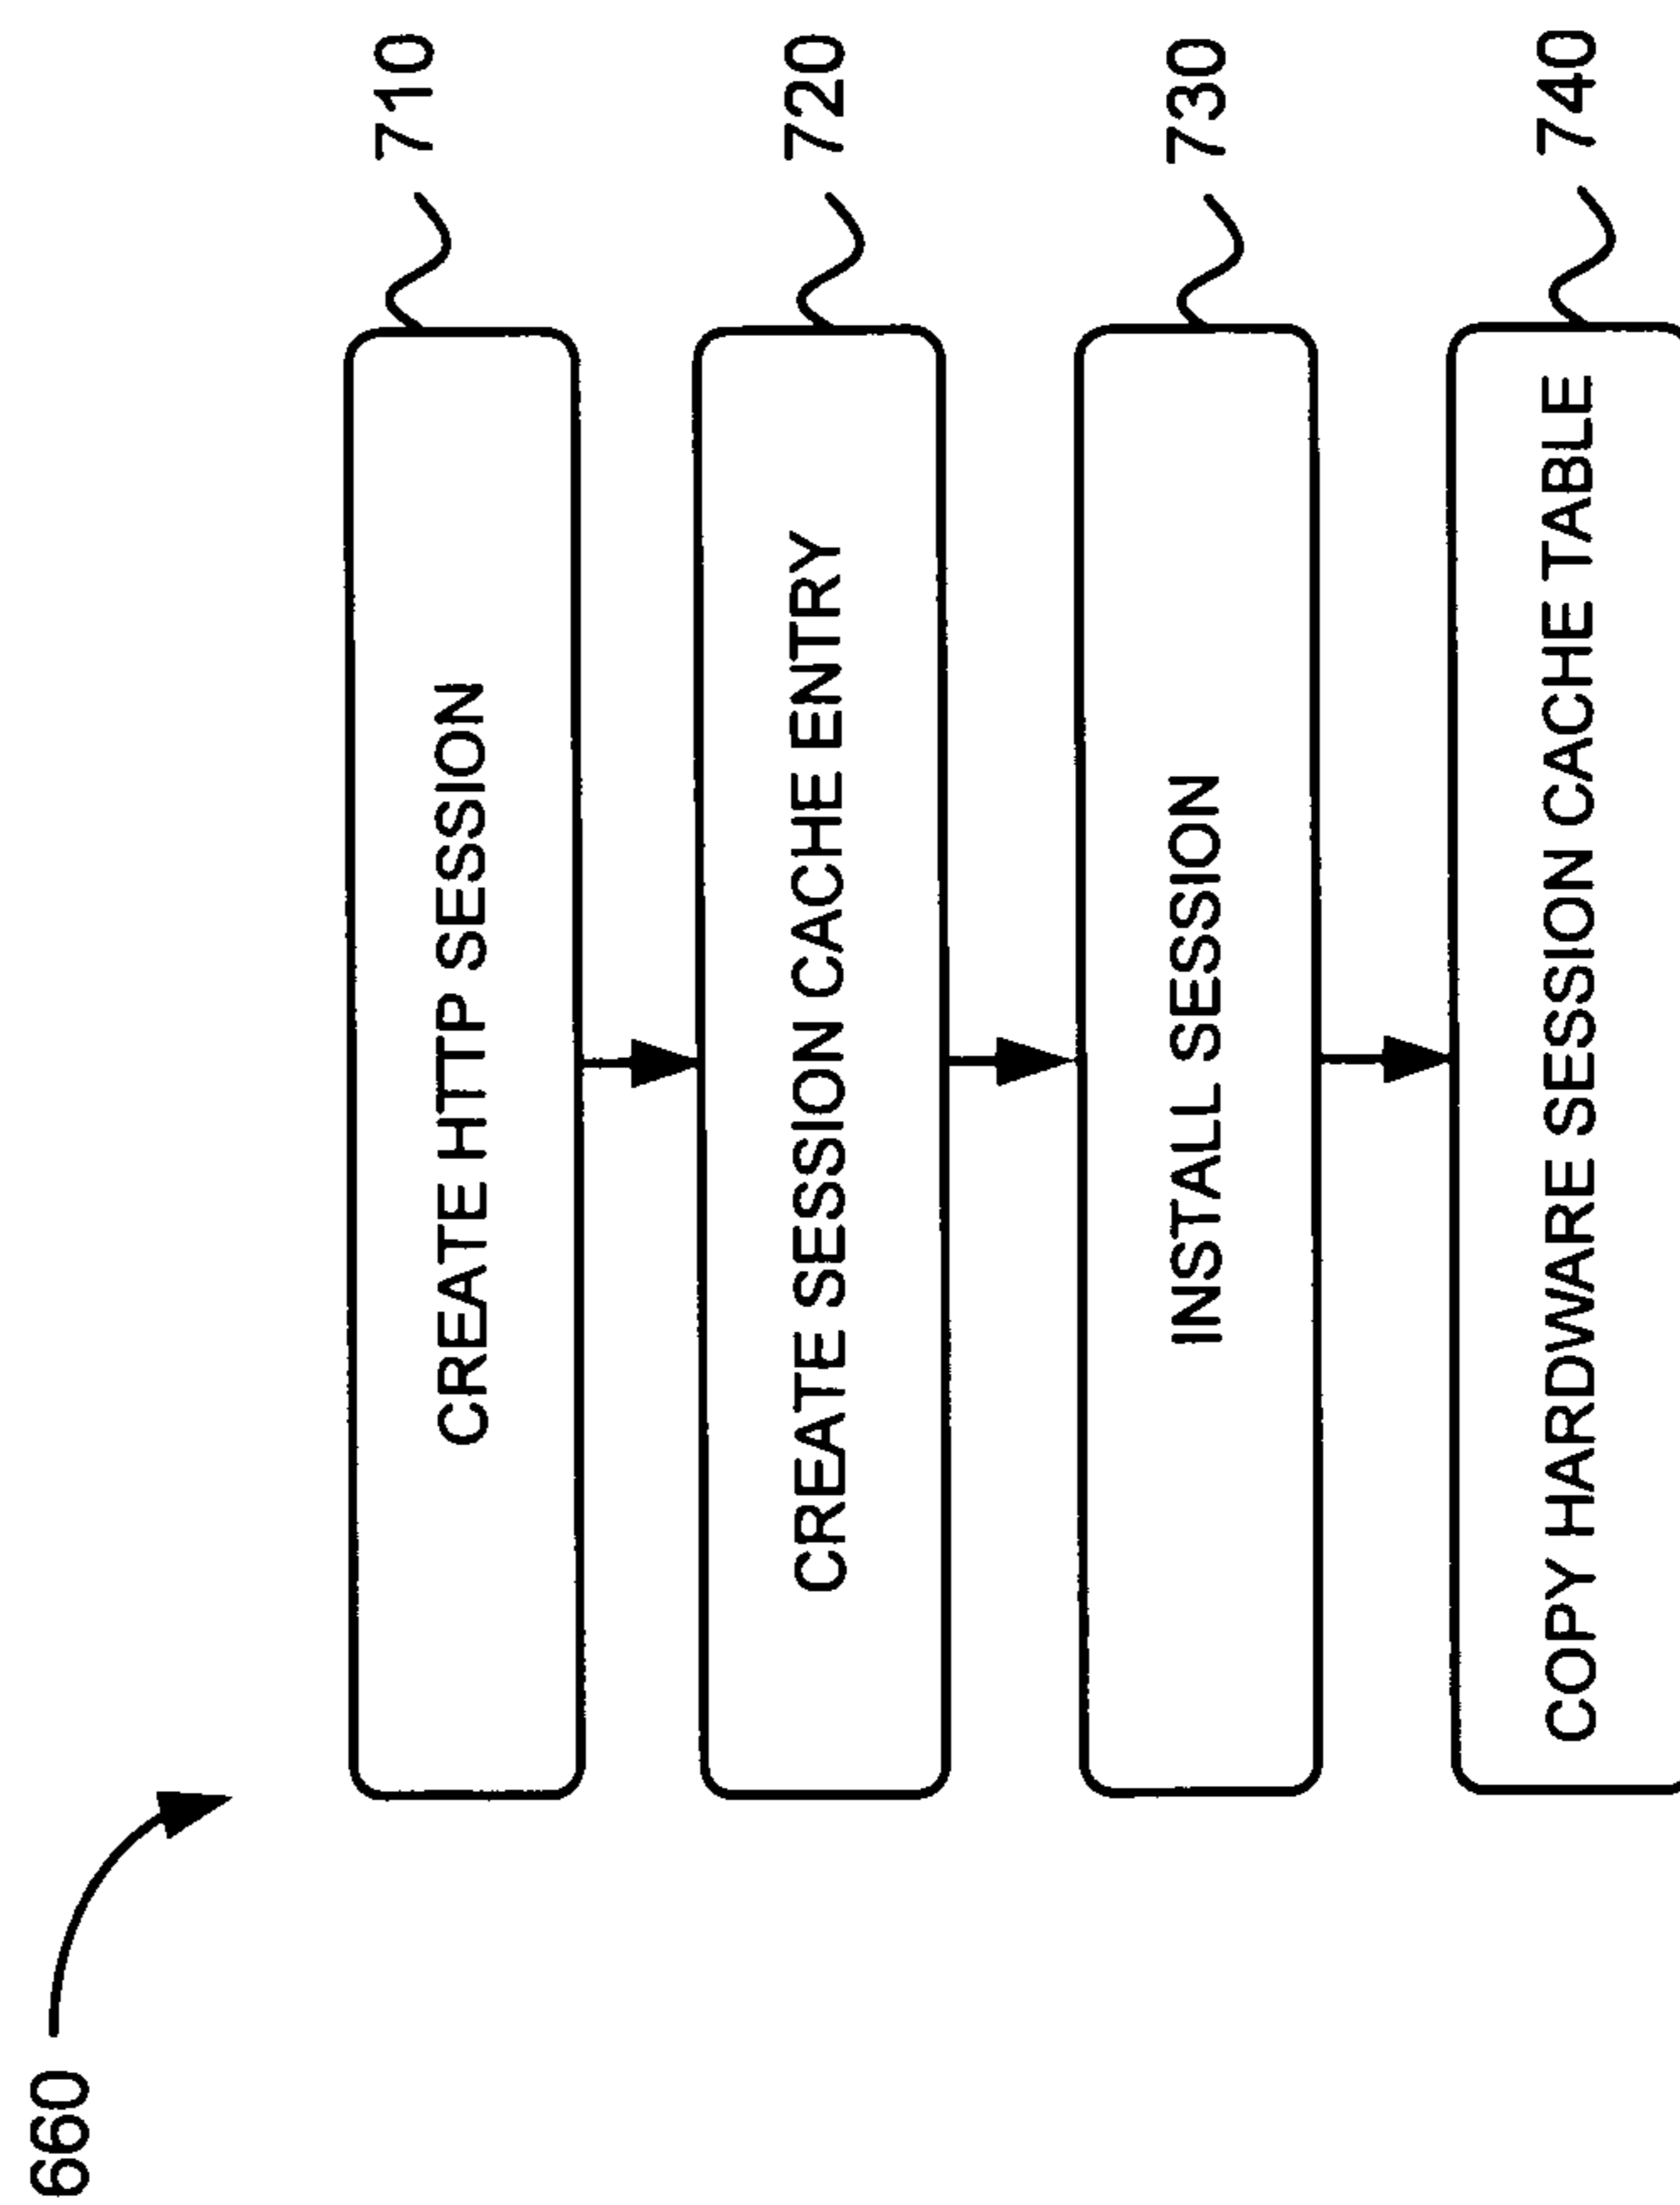 660
CREATE HTTP SESSION
710
CREATE SESSION CACHE ENTRY
720
INSTALL SESSION
730
COPY HARDWARE SESSION CACHE TABLE
740